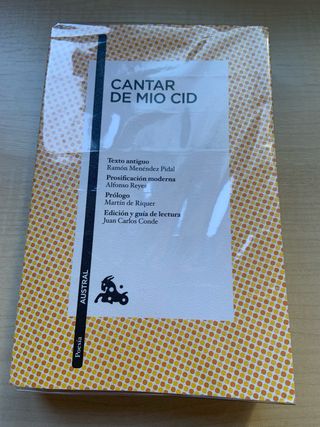 CANTAR
DE MIO CID
Texto antiguo
Ramón Menéndez Pidal
Prosificación moderna
Alfonso Reyes
Prólogo
Martín de Riquer
Edición y guía de lectura
Juan Carlos Conde
AUSTRAL
Poesía